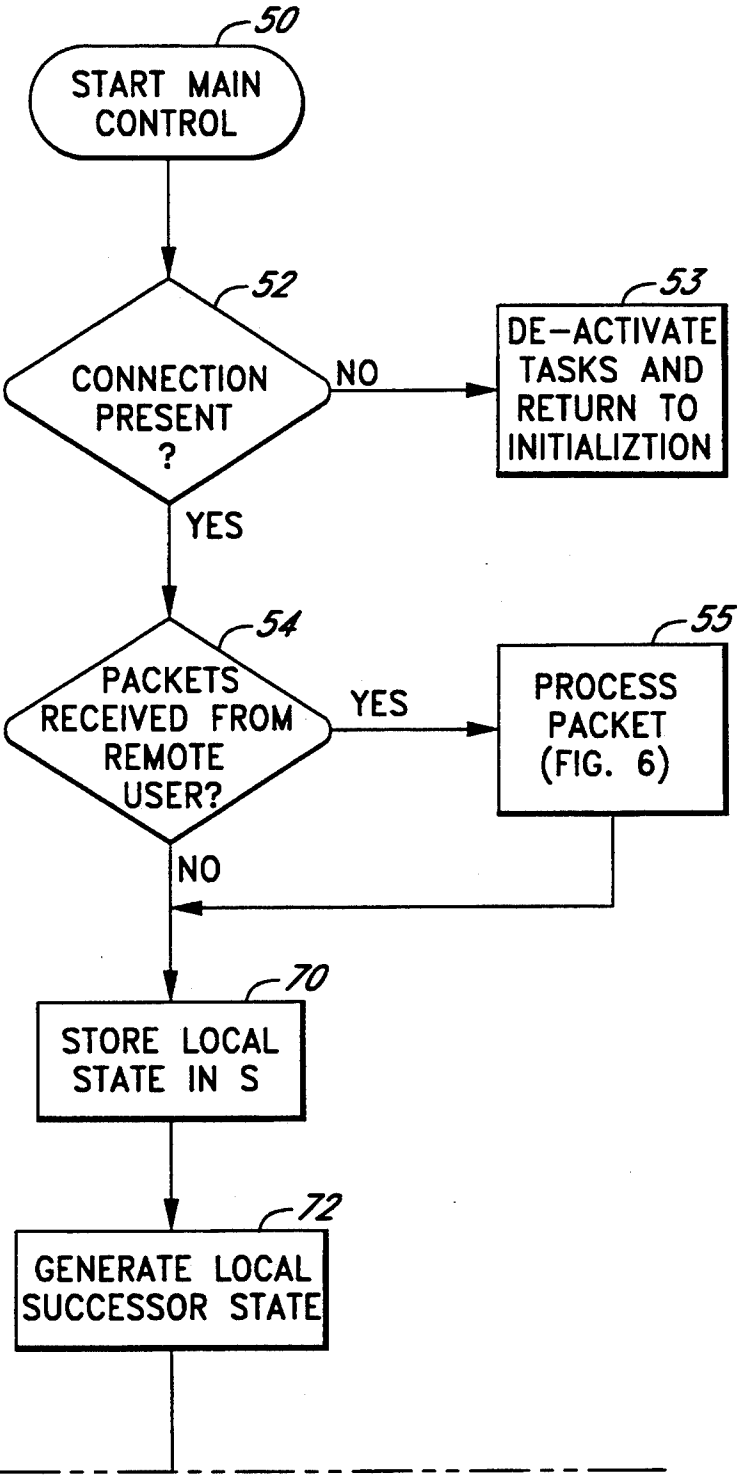 50
START MAIN
CONTROL
52
CONNECTION
PRESENT
?
NO
53
DE-ACTIVATE
TASKS AND
RETURN TO
INITIALIZTION
YES
54
PACKETS
RECEIVED FROM
REMOTE
USER?
YES
55
PROCESS
PACKET
(FIG. 6)
NO
70
STORE LOCAL
STATE IN S
72
GENERATE LOCAL
SUCCESSOR STATE